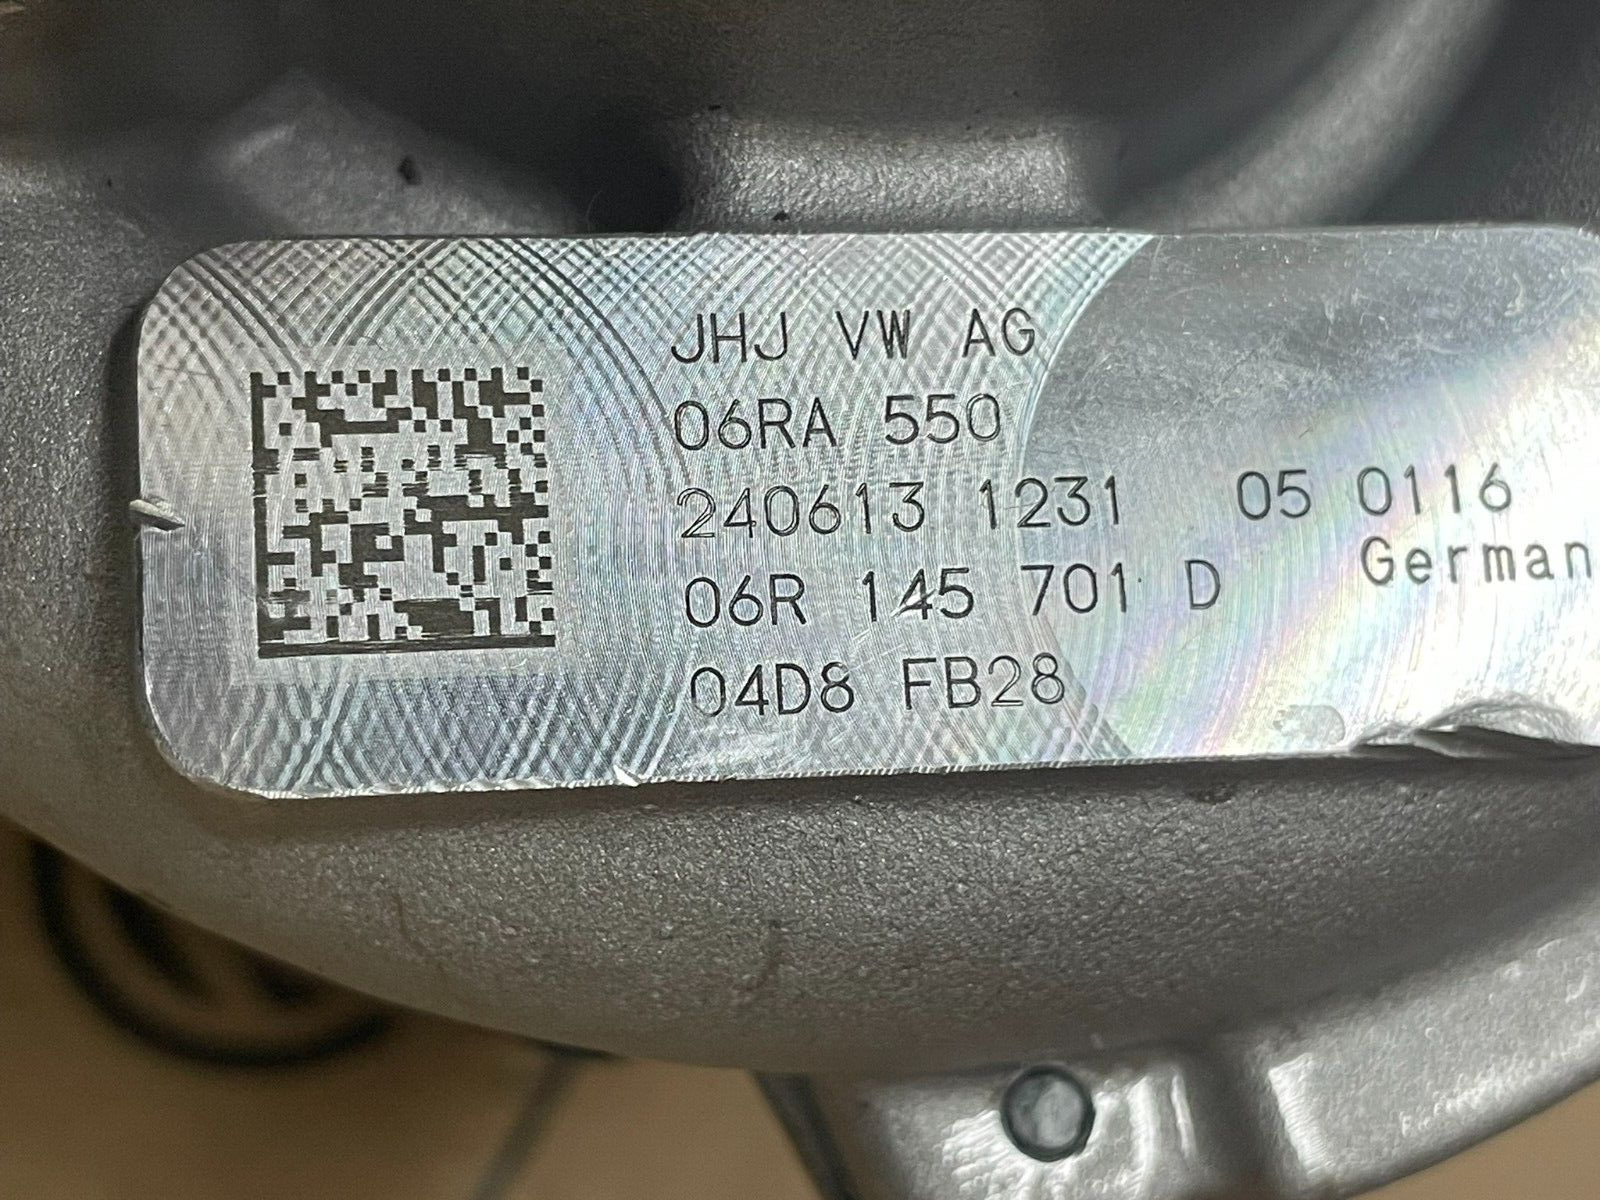 JHJ VW AG
06RA 550
240613 1231 05 0116
06R 145 701 D German
04D8 FB28